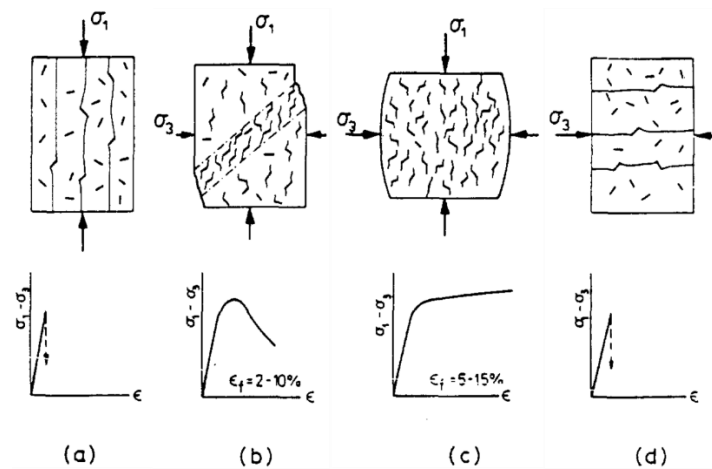 σ₁
σ₁
σ₁
σ₃
σ₃
σ₃
σ₁-σ₃
ϵ
σ₁-σ₃
ϵf=2-10%
ϵ
σ₁-σ₃
ϵf=5-15%
ϵ
σ₁-σ₃
ϵ
(a)
(b)
(c)
(d)